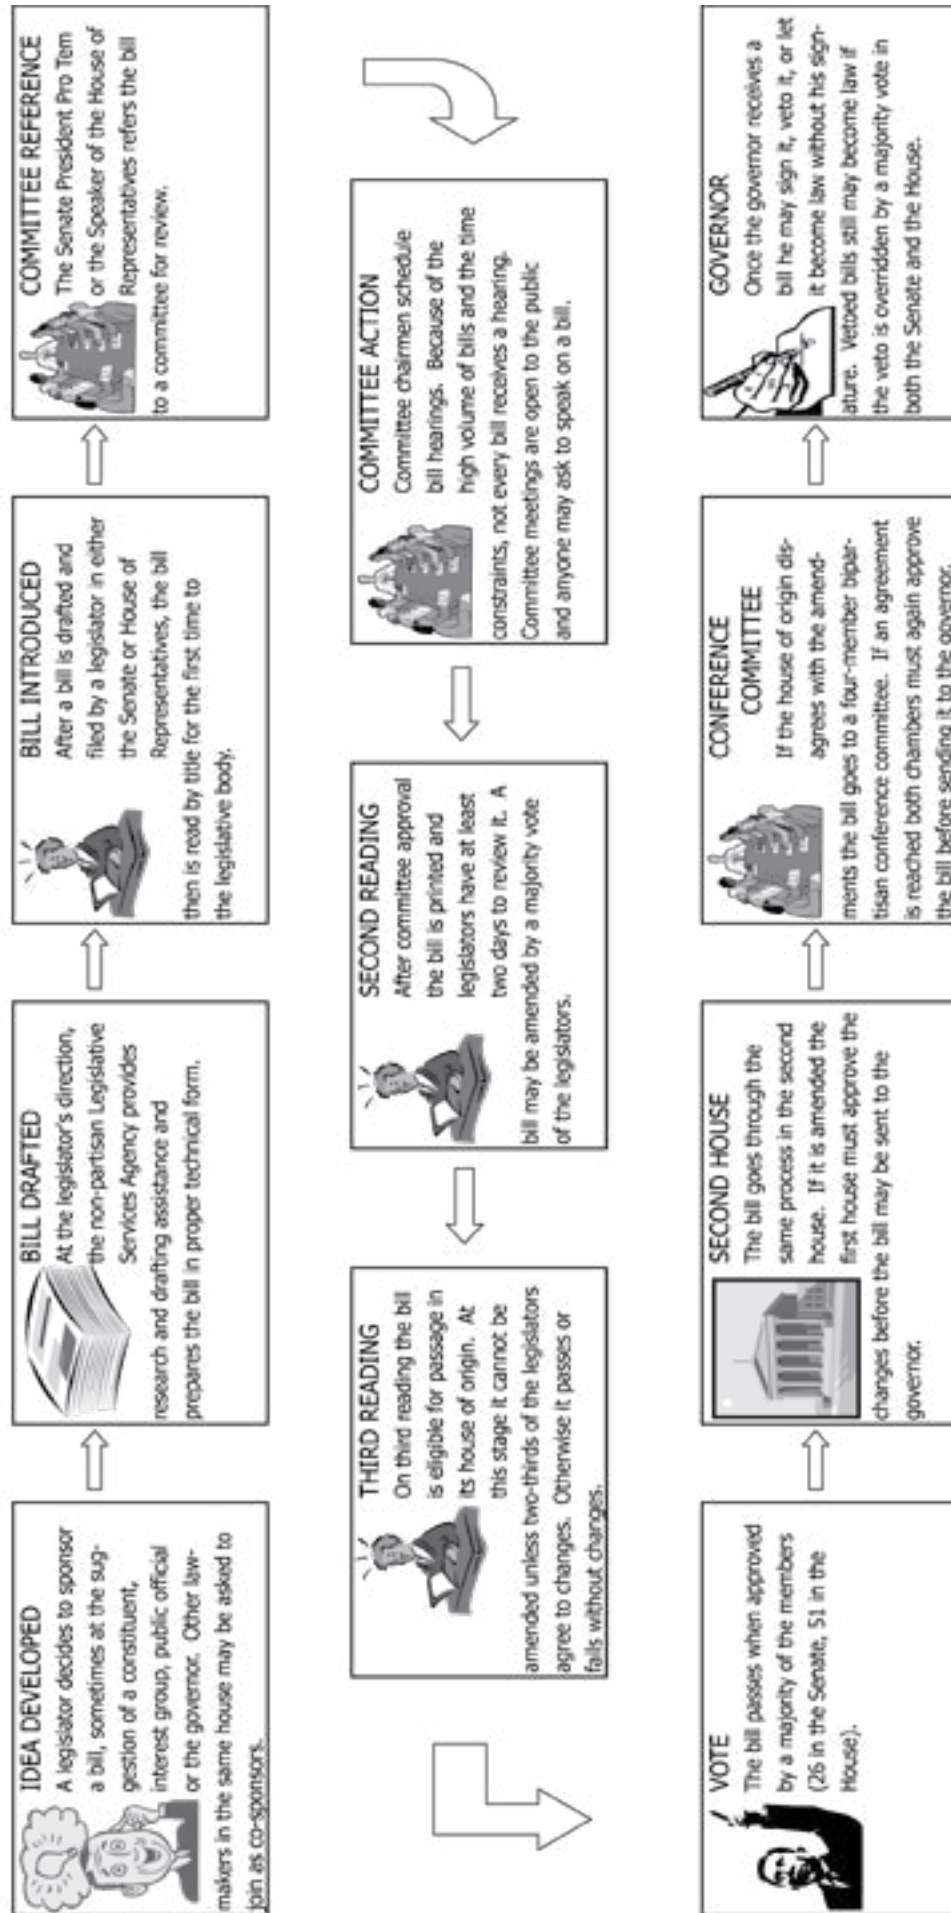 IDEA DEVELOPED
A legislator decides to sponsor
a bill, sometimes at the sug-
gestion of a constituent,
interest group, public official
or the governor. Other law-
makers in the same house may be asked to
join as co-sponsors.
BILL DRAFTED
At the legislator's direction,
the non-partisan Legislative
Services Agency provides
research and drafting assistance and
prepares the bill in proper technical form.
BILL INTRODUCED
After a bill is drafted and
filed by a legislator in either
the Senate or House of
Representatives, the bill
then is read by title for the first time to
the legislative body.
COMMITTEE REFERENCE
The Senate President Pro Tem
or the Speaker of the House of
Representatives refers the bill
to a committee for review.
COMMITTEE ACTION
Committee chairmen schedule
bill hearings. Because of the
high volume of bills and the time
constraints, not every bill receives a hearing.
Committee meetings are open to the public
and anyone may ask to speak on a bill.
SECOND READING
After committee approval
the bill is printed and
legislators have at least
two days to review it. A
bill may be amended by a majority vote
of the legislators.
THIRD READING
On third reading the bill
is eligible for passage in
its house of origin. At
this stage it cannot be
amended unless two-thirds of the legislators
agree to changes. Otherwise it passes or
fails without changes.
VOTE
The bill passes when approved
by a majority of the members
(26 in the Senate, 51 in the
House).
SECOND HOUSE
The bill goes through the
same process in the second
house. If it is amended the
first house must approve the
changes before the bill may be sent to the
governor.
CONFERENCE
COMMITTEE
If the house of origin dis-
agrees with the amend-
ments the bill goes to a four-member bipar-
tisan conference committee. If an agreement
is reached both chambers must again approve
the bill before sending it to the governor.
GOVERNOR
Once the governor receives a
bill he may sign it, veto it, or let
it become law without his sign-
ature. Vetoed bills still may become law if
the veto is overridden by a majority vote in
both the Senate and the House.